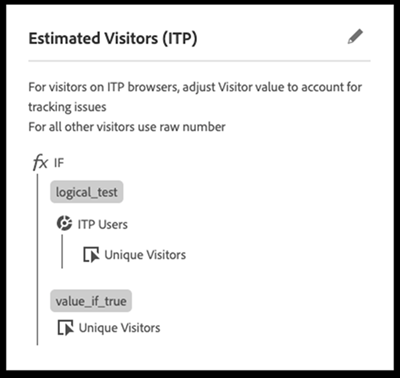 Estimated Visitors (ITP)
For visitors on ITP browsers, adjust Visitor value to account for
tracking issues
For all other visitors use raw number
fx IF
logical_test
ITP Users
Unique Visitors
value_if_true
Unique Visitors